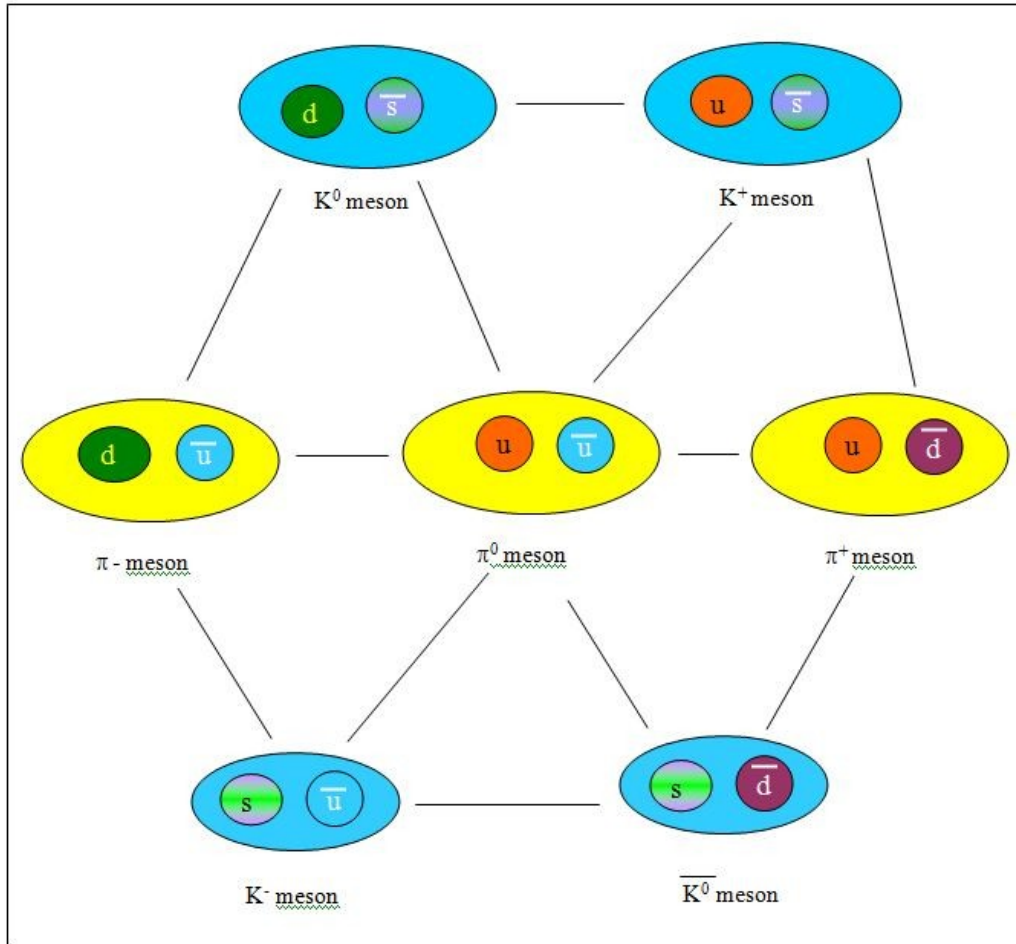 d s̅ u s̅
K⁰ meson K⁺ meson
d u̅ u u̅ u d̅
π - meson π⁰ meson π⁺ meson
s u̅ s d̅
K⁻ meson K̅⁰̅ meson